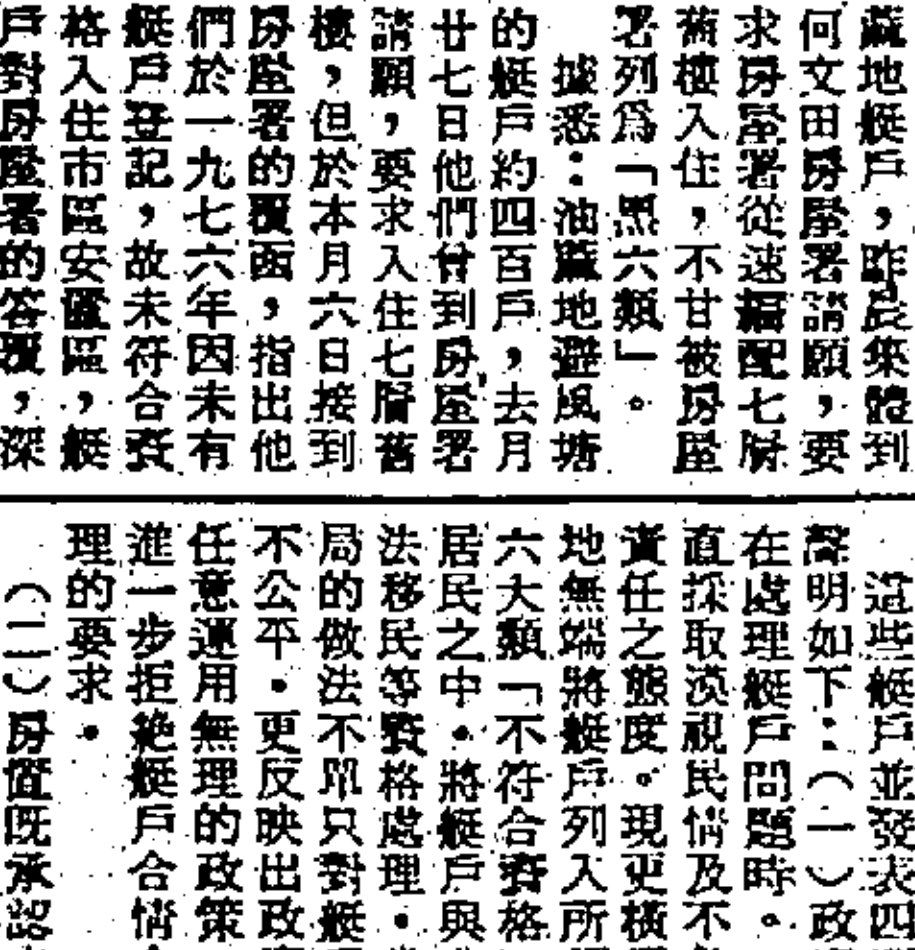 蔴地艇戶，昨晨集體到
何文田房屋署請願，要
求房屋署從速編配七層
舊樓入住，不甘被房屋
署列爲「黑六類」。
據悉：油蔴地避風塘
的艇戶約四百戶，去月
廿七日他們曾到房屋署
請願，要求入住七層舊
樓，但於本月六日接到
房屋署的覆函，指出他
們於一九七六年因未有
艇戶登記，故未符合資
格入住市區安置區，艇
戶對房屋署的答覆，深
這些艇戶並發表四
聲明如下：（一）政
在處理艇戶問題時。
直採取漠視民情及不
責任之態度。現更橫
地無端將艇戶列入所
六大類「不符合資格
居民之中。將艇戶與
法移民等資格處理。
局的做法不單只對艇
不公平。更反映出政
任意運用無理的政策
進一步拒絶艇戶合情
理的要求。
（二）房置既承認